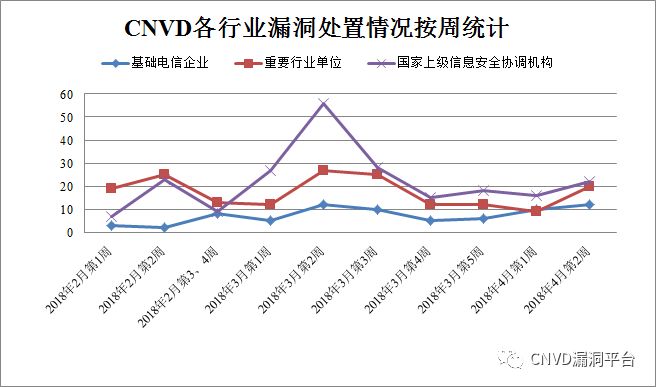 CNVD各行业漏洞处置情况按周统计
基础电信企业 重要行业单位 国家上级信息安全协调机构
60
50
40
30
20
10
0
2018年2月第1周
2018年2月第2周
2018年2月第3、4周
2018年3月第1周
2018年3月第2周
2018年3月第3周
2018年3月第4周
2018年3月第5周
2018年4月第1周
2018年4月第2周
CNVD漏洞平台